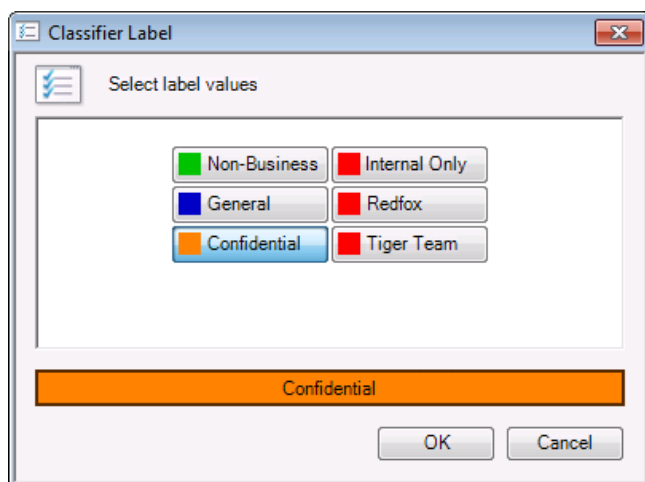 Classifier Label
Select label values
Non-Business Internal Only
General Redfox
Confidential Tiger Team
Confidential
OK Cancel